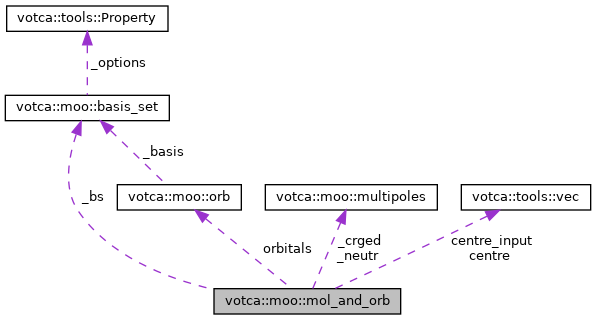 votca::tools::Property
_options
votca::moo::basis_set
_basis
_bs
votca::moo::orb
votca::moo::multipoles
votca::tools::vec
orbitals
_crged
_neutr
centre_input
centre
votca::moo::mol_and_orb